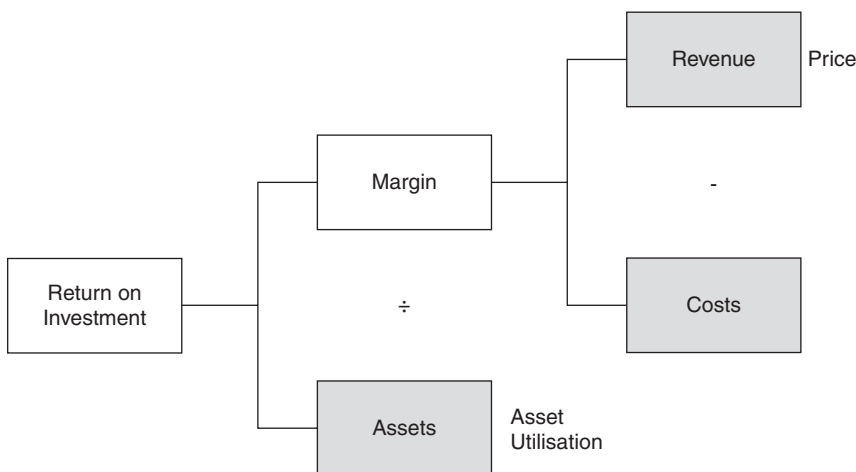 Revenue
Price
Margin
-
Return on
Investment
÷
Costs
Assets
Asset
Utilisation